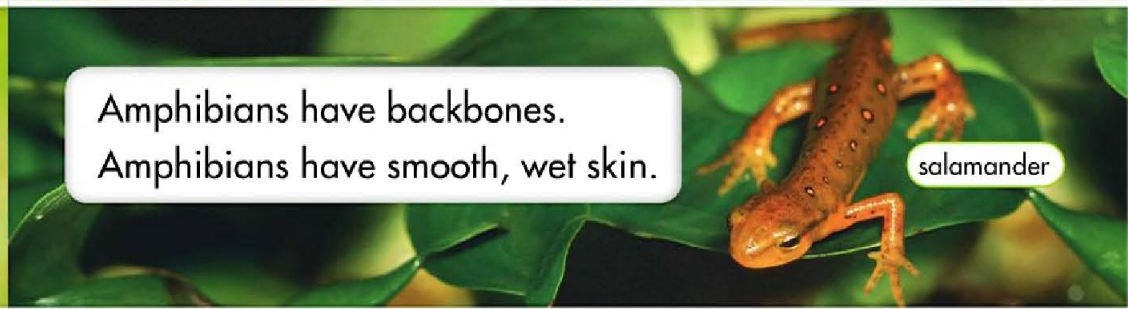 Amphibians have backbones.
Amphibians have smooth, wet skin.
salamander